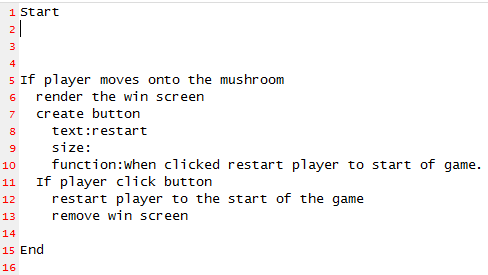 1 Start
2
3
4
5 If player moves onto the mushroom
6 render the win screen
7 create button
8 text:restart
9 size:
10 function:When clicked restart player to start of game.
11 If player click button
12 restart player to the start of the game
13 remove win screen
14
15 End
16